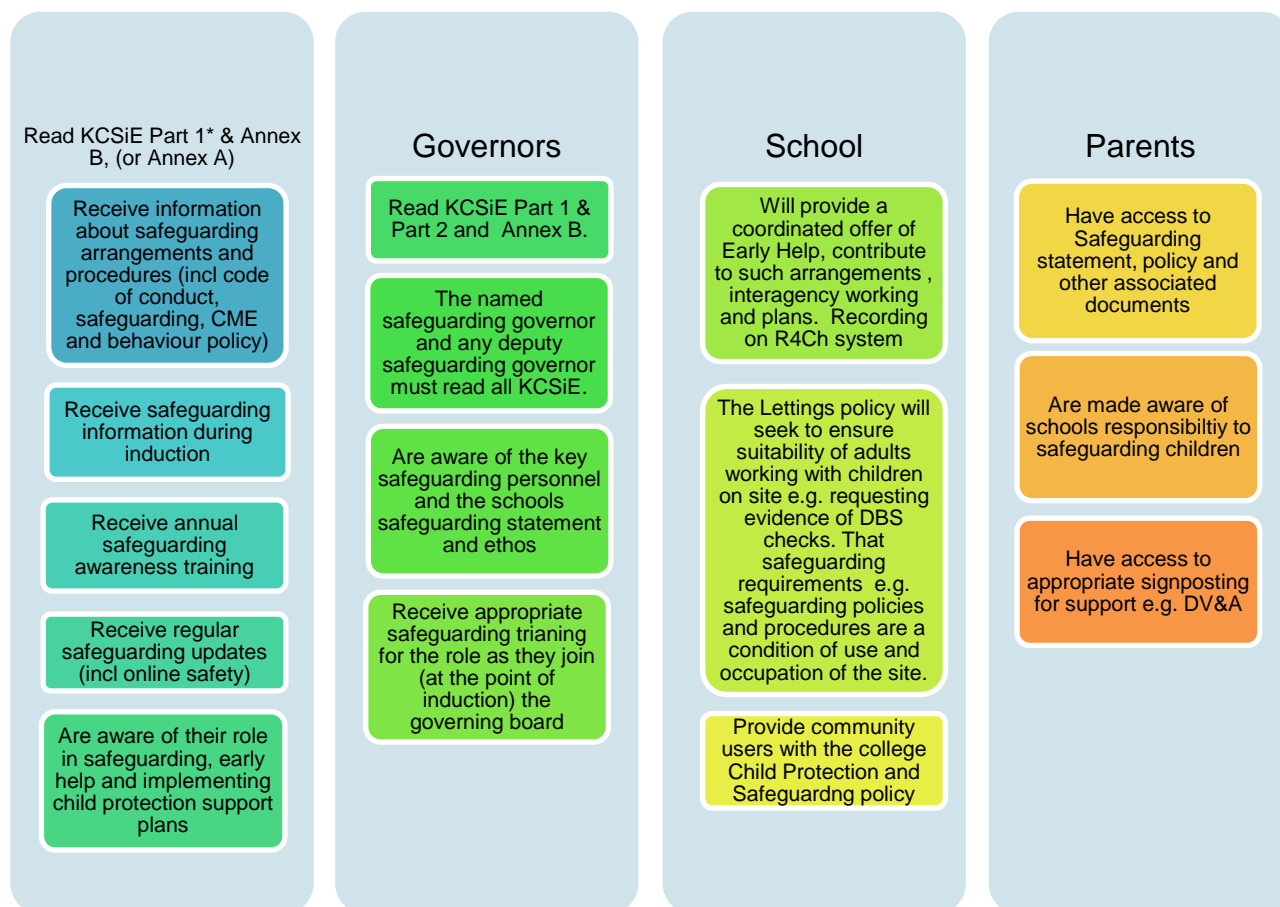 Read KCSiE Part 1* & Annex
B, (or Annex A)
Receive information
about safeguarding
arrangements and
procedures (incl code
of conduct,
safeguarding, CME
and behaviour policy)
Receive safeguarding
information during
induction
Receive annual
safeguarding
awareness training
Receive regular
safeguarding updates
(incl online safety)
Are aware of their role
in safeguarding, early
help and implementing
child protection support
plans
Governors
Read KCSiE Part 1 &
Part 2 and Annex B.
The named
safeguarding governor
and any deputy
safeguarding governor
must read all KCSiE.
Are aware of the key
safeguarding personnel
and the schools
safeguarding statement
and ethos
Receive appropriate
safeguarding trianing
for the role as they join
(at the point of
induction) the
governing board
School
Will provide a
coordinated offer of
Early Help, contribute
to such arrangements ,
interagency working
and plans. Recording
on R4Ch system
The Lettings policy will
seek to ensure
suitability of adults
working with children
on site e.g. requesting
evidence of DBS
checks. That
safeguarding
requirements e.g.
safeguarding policies
and procedures are a
condition of use and
occupation of the site.
Provide community
users with the college
Child Protection and
Safeguardng policy
Parents
Have access to
Safeguarding
statement, policy and
other associated
documents
Are made aware of
schools responsibiltiy to
safeguarding children
Have access to
appropriate signposting
for support e.g. DV&A